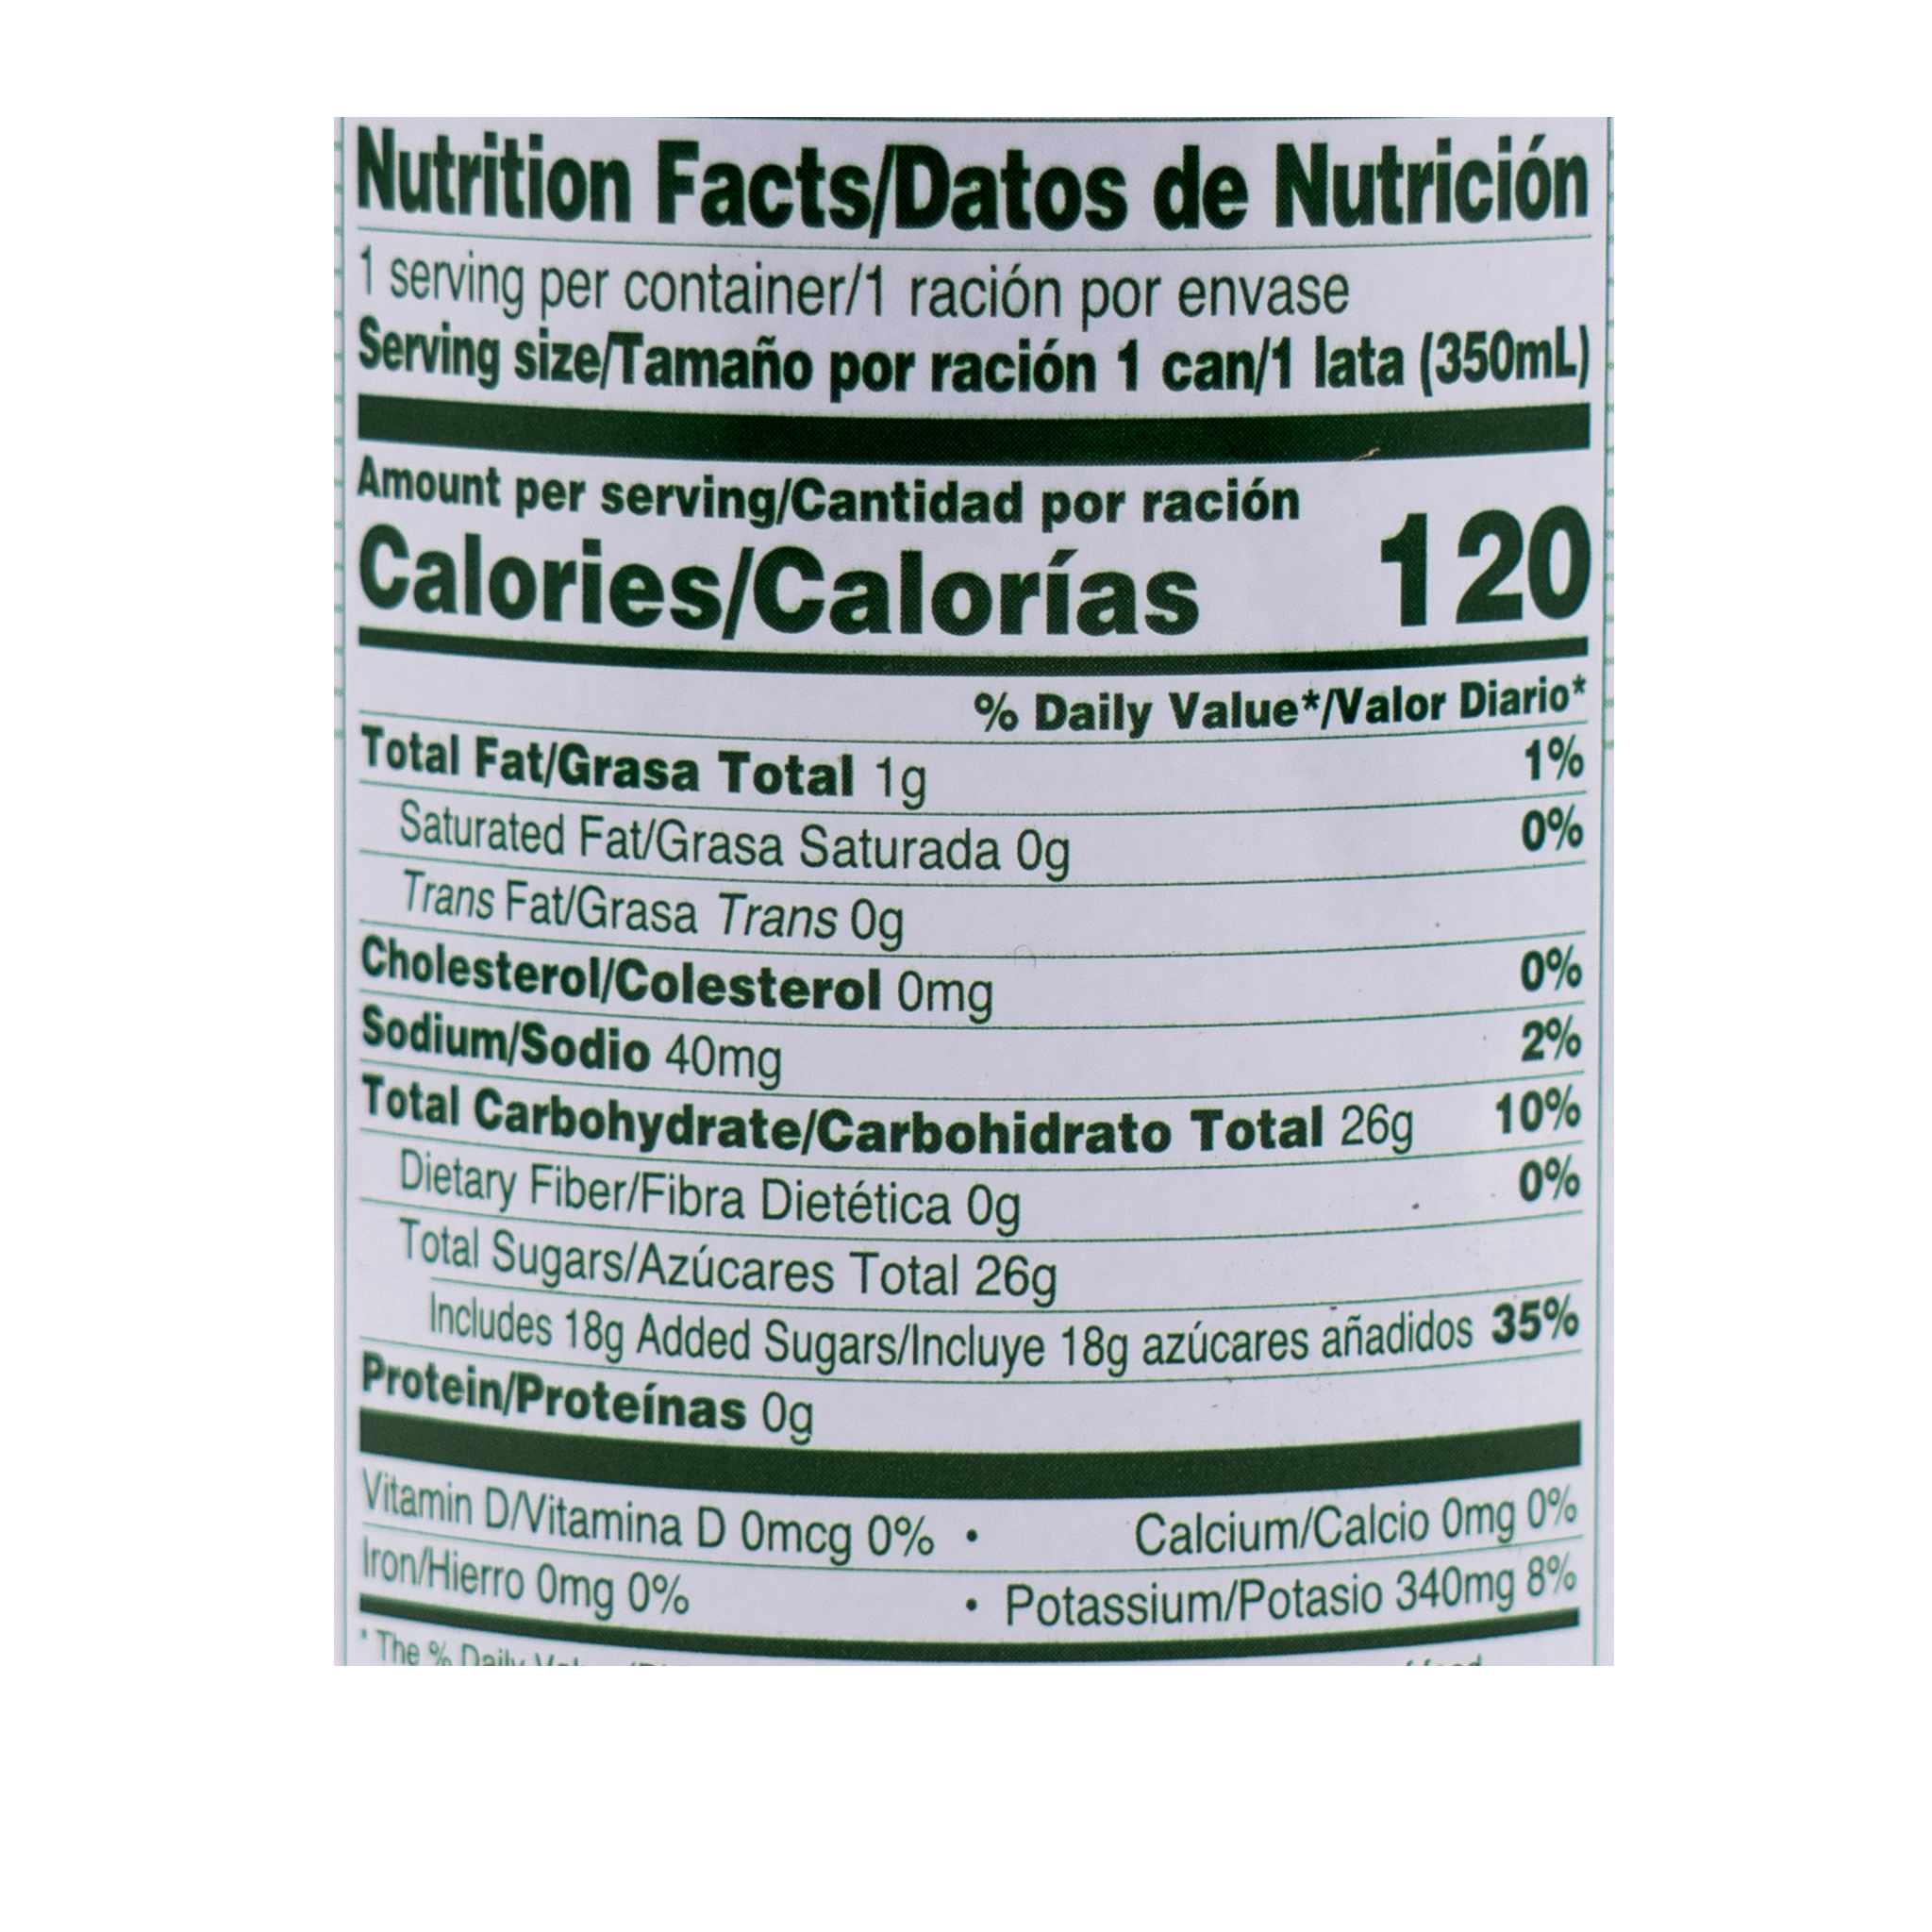 Nutrition Facts/Datos de Nutrición
1 serving per container/1 ración por envase
Serving size/Tamaño por ración 1 can/1 lata (350mL)
Amount per serving/Cantidad por ración
Calories/Calorías 120
% Daily Value*/Valor Diario*
Total Fat/Grasa Total 1g 1%
Saturated Fat/Grasa Saturada 0g 0%
Trans Fat/Grasa Trans 0g
Cholesterol/Colesterol 0mg 0%
Sodium/Sodio 40mg 2%
Total Carbohydrate/Carbohidrato Total 26g 10%
Dietary Fiber/Fibra Dietética 0g 0%
Total Sugars/Azúcares Total 26g
Includes 18g Added Sugars/Incluye 18g azúcares añadidos 35%
Protein/Proteínas 0g
Vitamin D/Vitamina D 0mcg 0% • Calcium/Calcio 0mg 0%
Iron/Hierro 0mg 0% • Potassium/Potasio 340mg 8%
* The % Daily